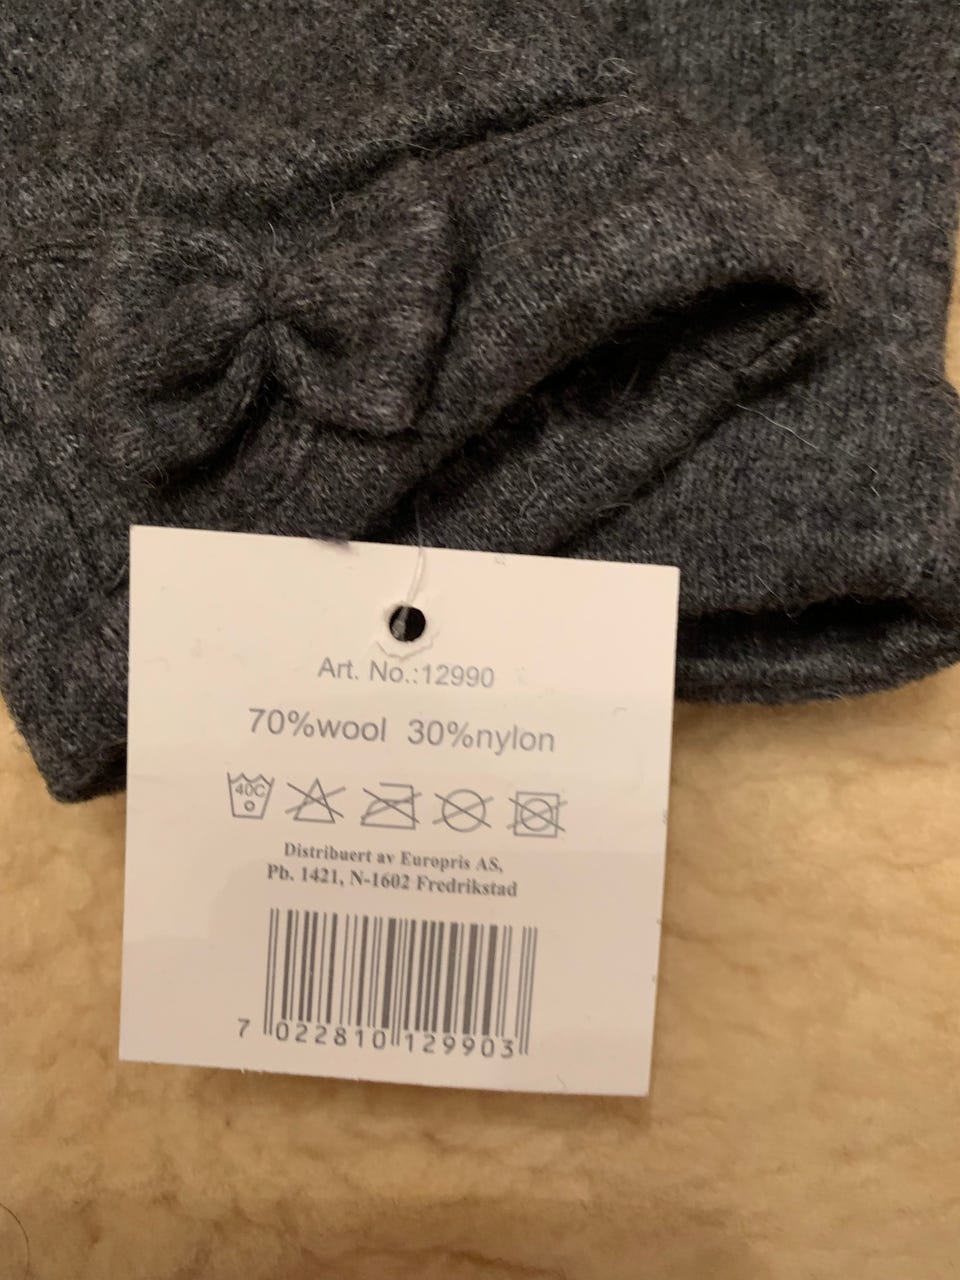 Art. No.:12990
70%wool 30%nylon
40C
Distribuert av Europris AS,
Pb. 1421, N-1602 Fredrikstad
7 022810 129903